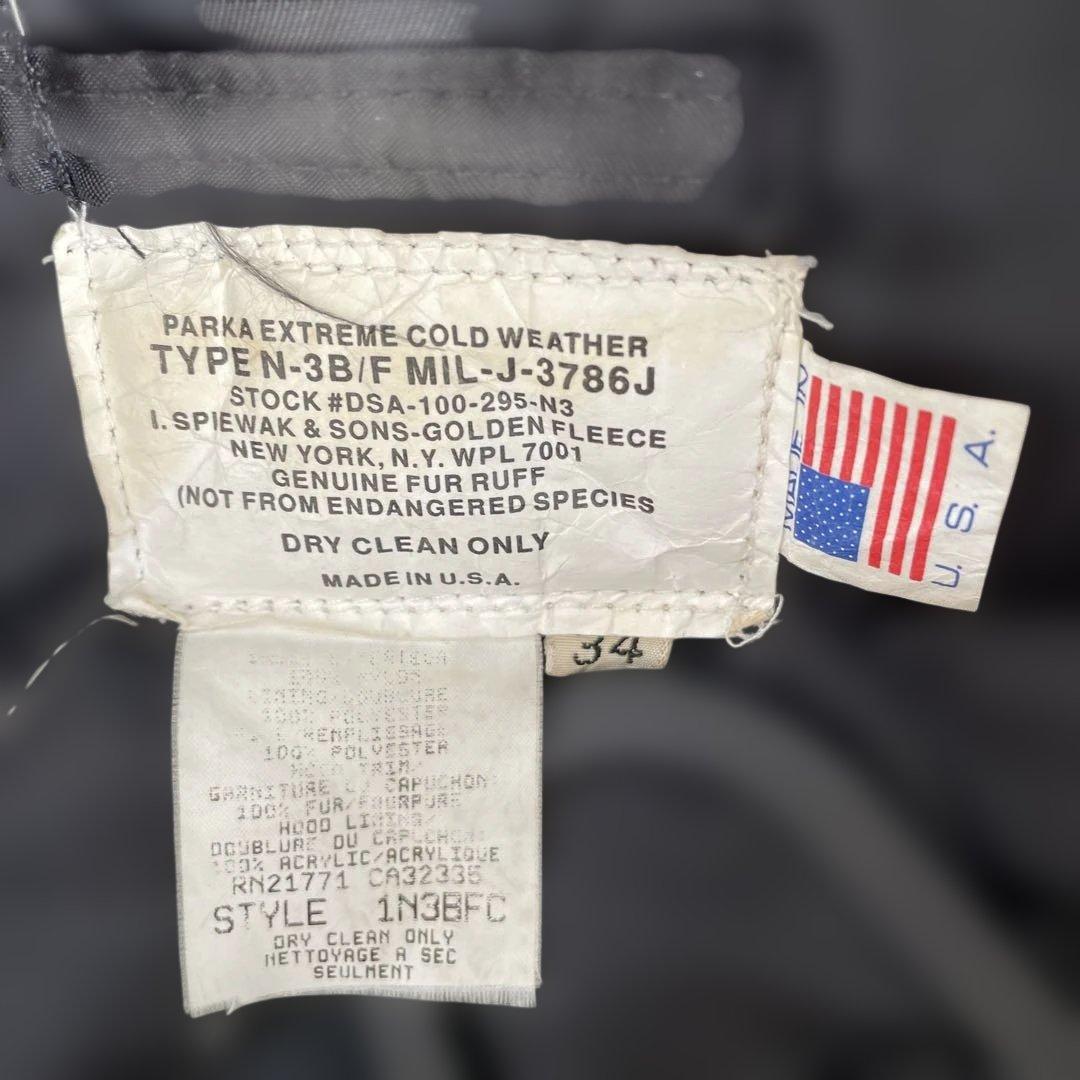 PARKA EXTREME COLD WEATHER
TYPE N-3B/F MIL-J-3786J
STOCK #DSA-100-295-N3
I. SPIEWAK & SONS-GOLDEN FLEECE
NEW YORK, N.Y. WPL 7001
GENUINE FUR RUFF
(NOT FROM ENDANGERED SPECIES
DRY CLEAN ONLY
MADE IN U.S.A.
MADE IN
U. S. A.
34
100% POLYESTER
REMPLISSAGE
100% POLYESTER
HOOD TRIM/
GARNITURE CAPUCHON
100% FUR/
HOOD LINING/
DOUBLURE DU CAPUCHON
100% ACRYLIC/ACRYLIQUE
RN21771 CA32335
STYLE 1N3BFC
DRY CLEAN ONLY
NETTOYAGE A SEC
SEULMENT